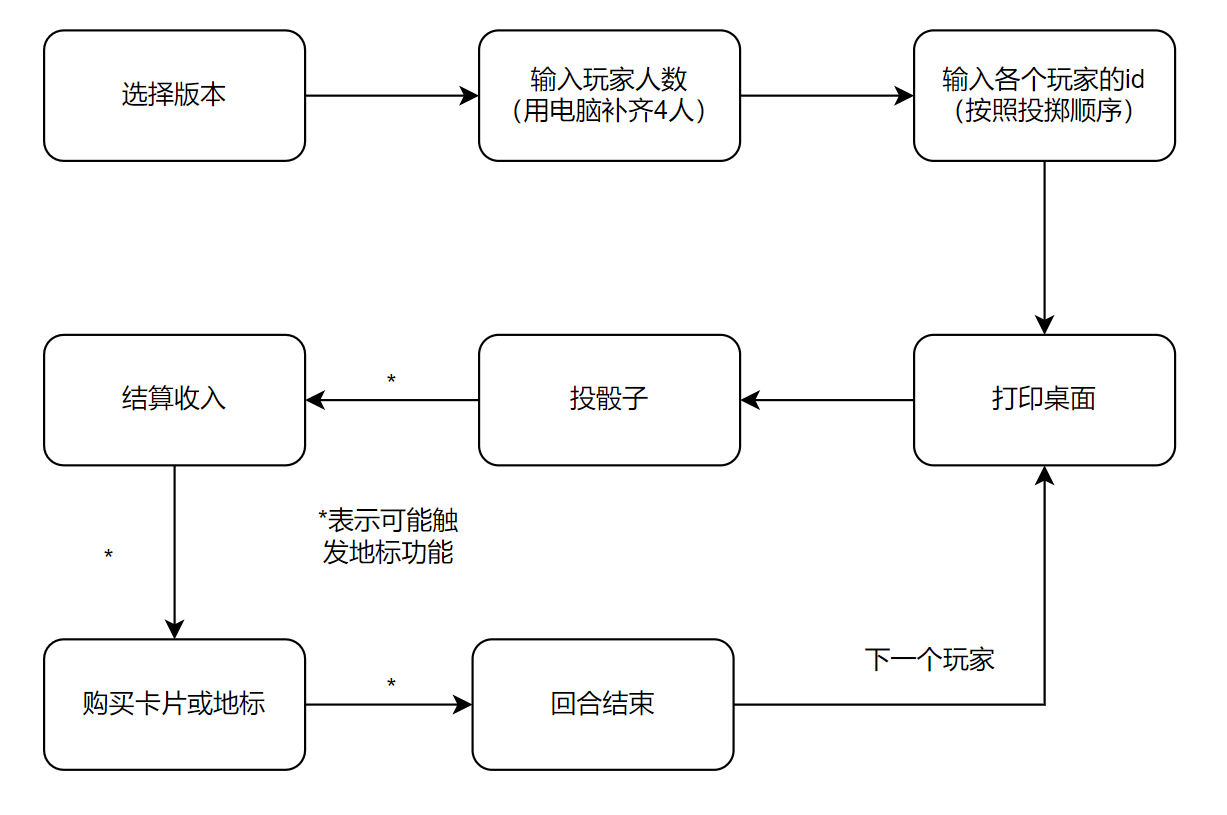 选择版本
输入玩家人数
（用电脑补齐4人）
输入各个玩家的id
（按照投掷顺序）
结算收入
*
投骰子
打印桌面
*表示可能触
发地标功能
*
下一个玩家
购买卡片或地标
*
回合结束